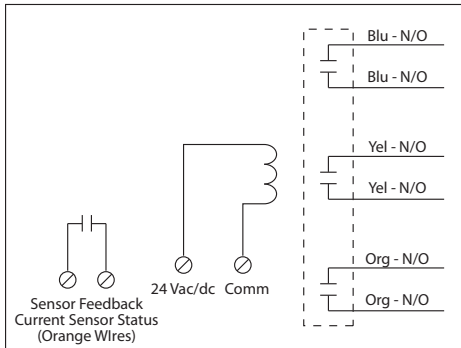 Blu - N/O
Blu - N/O
Yel - N/O
Yel - N/O
Org - N/O
Org - N/O
24 Vac/dc Comm
Sensor Feedback
Current Sensor Status
(Orange WIres)